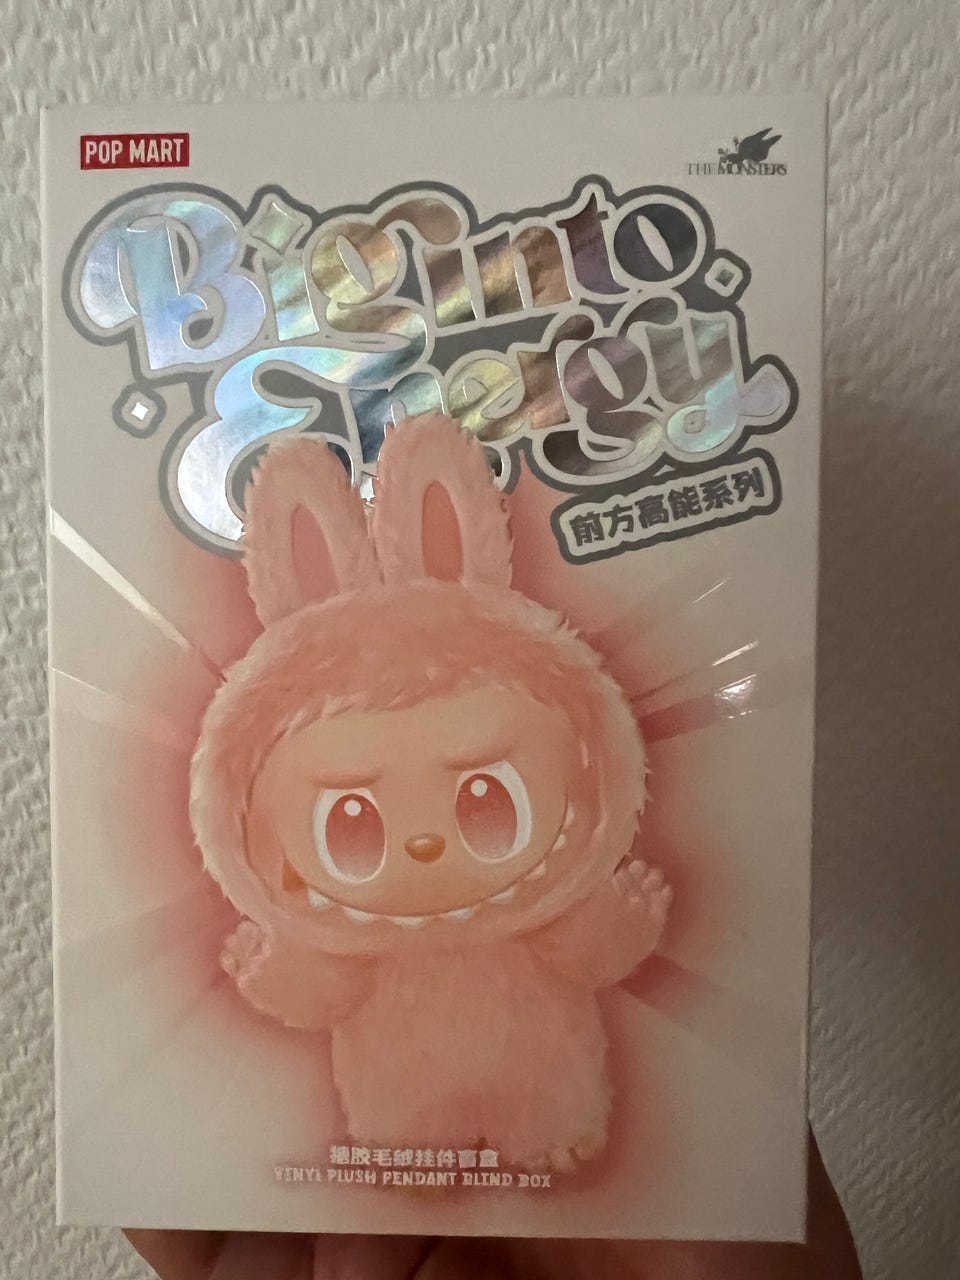 POP MART
THE MONSTERS
Big into
Energy
前方高能系列
搪胶毛绒挂件盲盒
VINYL PLUSH PENDANT BLIND BOX